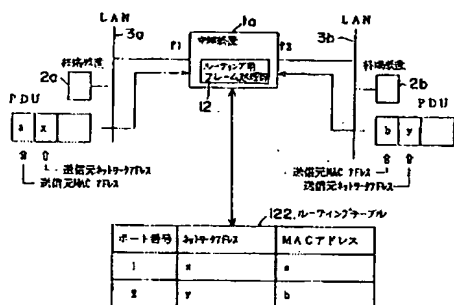 LAN
3a
1a
中継装置
P1
P2
ルーティング用
フレーム処理部
12
LAN
3b
終端装置
2a
終端装置
2b
PDU
a x
送信元ネットワークアドレス
送信元MACアドレス
PDU
b y
送信元MACアドレス
送信元ネットワークアドレス
122, ルーティングテーブル
ポート番号 ネットワークアドレス MACアドレス
1 x a
2 y b